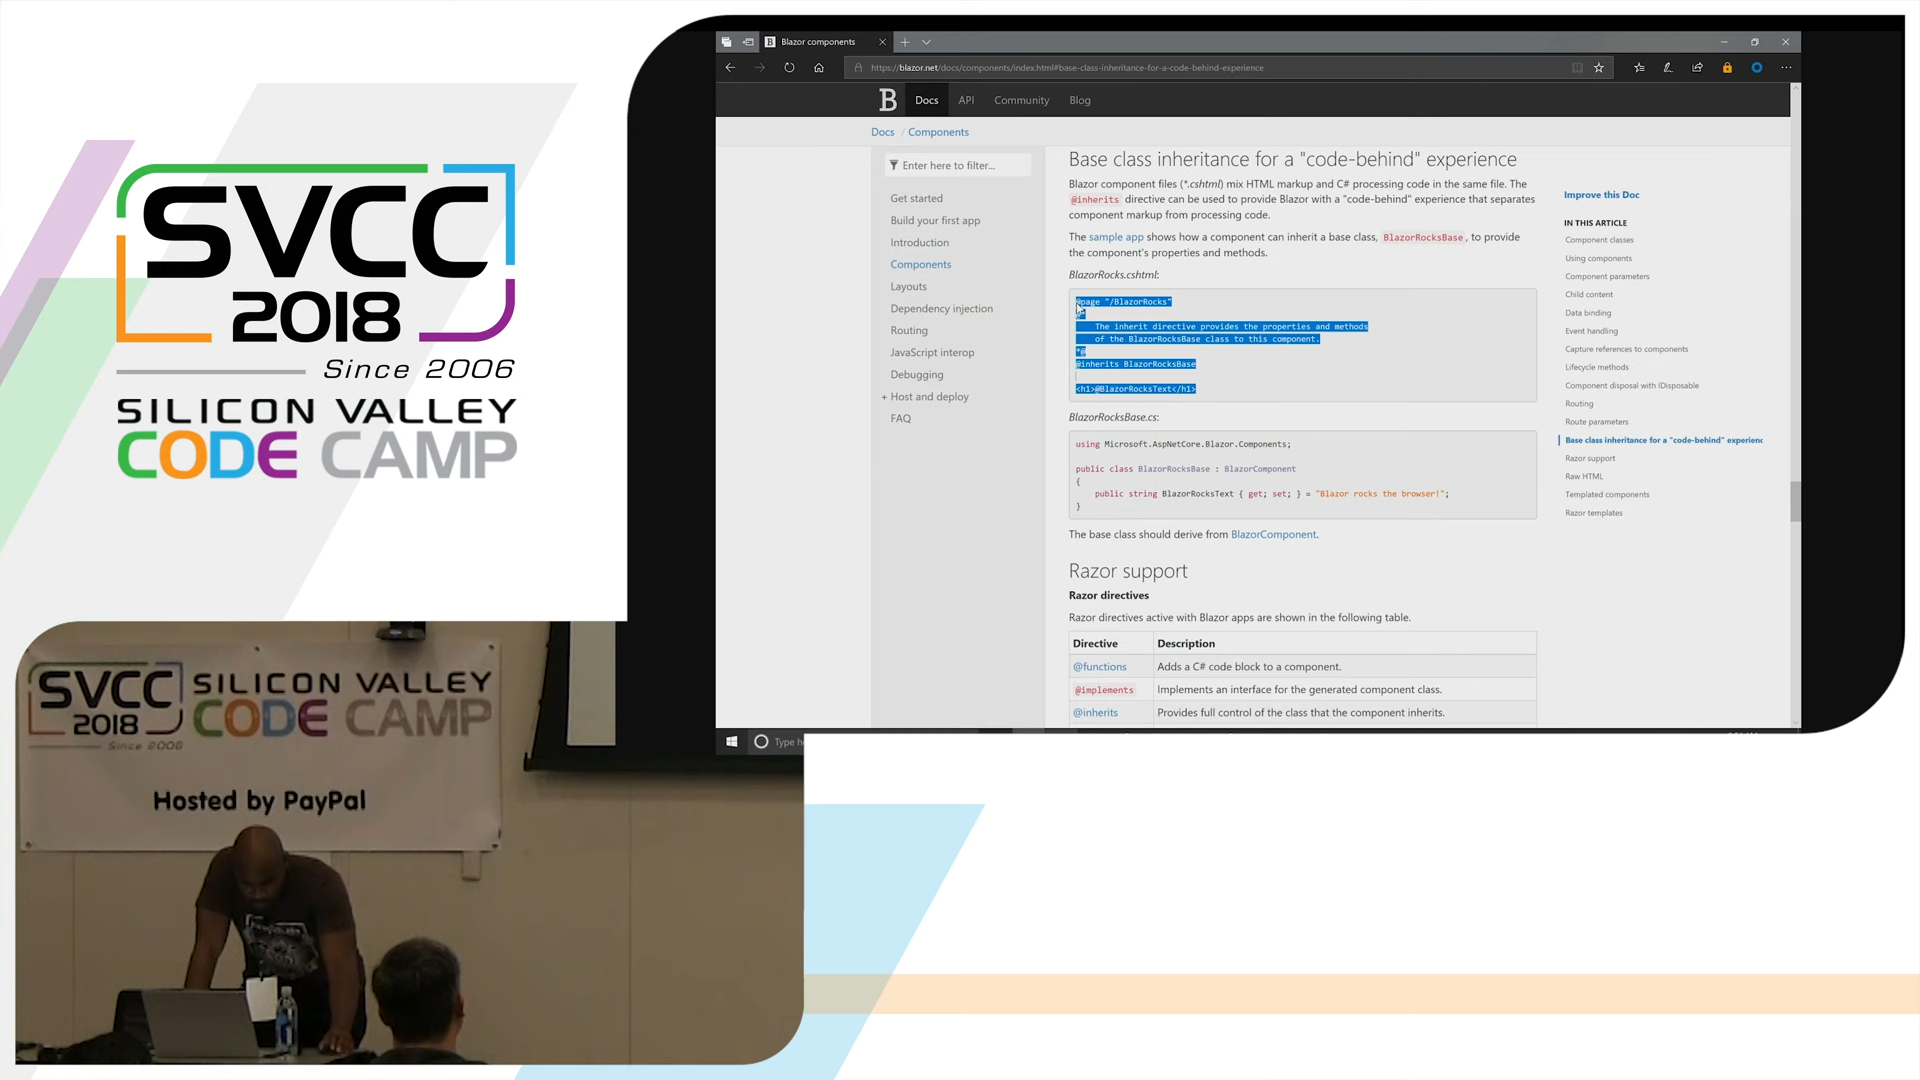 SVCC
2018
Since 2006
SILICON VALLEY
CODE CAMP
Blazor components
https://blazor.net/docs/components/index.html#base-class-inheritance-for-a-code-behind-experience
B Docs API Community Blog
Docs / Components
Enter here to filter...
Get started
Build your first app
Introduction
Components
Layouts
Dependency injection
Routing
JavaScript interop
Debugging
+ Host and deploy
FAQ
Base class inheritance for a "code-behind" experience
Blazor component files (*.cshtml) mix HTML markup and C# processing code in the same file. The
@inherits directive can be used to provide Blazor with a "code-behind" experience that separates
component markup from processing code.
The sample app shows how a component can inherit a base class, BlazorRocksBase, to provide
the component's properties and methods.
BlazorRocks.cshtml:
@page "/BlazorRocks"
@*
The inherit directive provides the properties and methods
of the BlazorRocksBase class to this component.
*@
@inherits BlazorRocksBase
<h1>@BlazorRocksText</h1>
BlazorRocksBase.cs:
using Microsoft.AspNetCore.Blazor.Components;
public class BlazorRocksBase : BlazorComponent
{
public string BlazorRocksText { get; set; } = "Blazor rocks the browser!";
}
The base class should derive from BlazorComponent.
Razor support
Razor directives
Razor directives active with Blazor apps are shown in the following table.
Directive Description
@functions Adds a C# code block to a component.
@implements Implements an interface for the generated component class.
@inherits Provides full control of the class that the component inherits.
Improve this Doc
IN THIS ARTICLE
Component classes
Using components
Component parameters
Child content
Data binding
Event handling
Capture references to components
Lifecycle methods
Component disposal with IDisposable
Routing
Route parameters
Base class inheritance for a "code-behind" experienc
Razor support
Raw HTML
Templated components
Razor templates
Type h
SVCC
2018
Since 2006
SILICON VALLEY
CODE CAMP
Hosted by PayPal